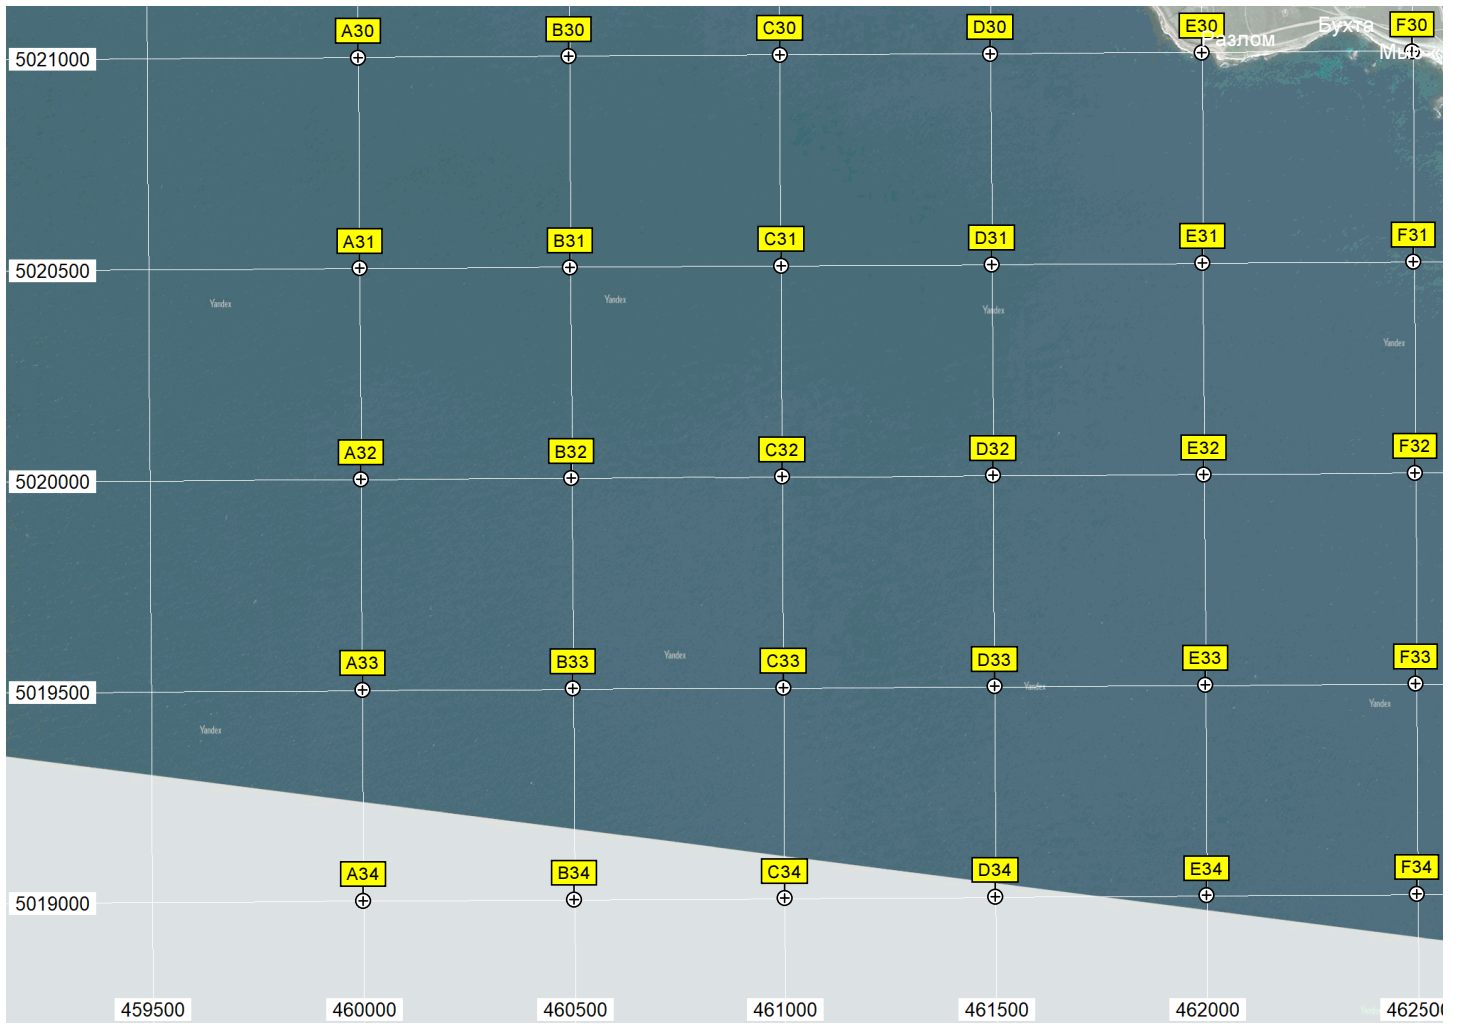 A30 B30 C30 D30 E30 F30
Бухта
Разлом
5021000
A31 B31 C31 D31 E31 F31
5020500
Yandex Yandex Yandex
Yandex
A32 B32 C32 D32 E32 F32
5020000
A33 B33 C33 D33 E33 F33
Yandex
5019500
Yandex
Yandex
Yandex
A34 B34 C34 D34 E34 F34
5019000
459500 460000 460500 461000 461500 462000 462500